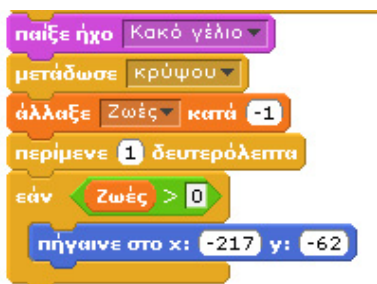 παίξε ήχο Κακό γέλιο
μετάδωσε κρύψου
άλλαξε Ζωές κατά -1
περίμενε 1 δευτερόλεπτα
εάν Ζωές > 0
πήγαινε στο x: -217 y: -62